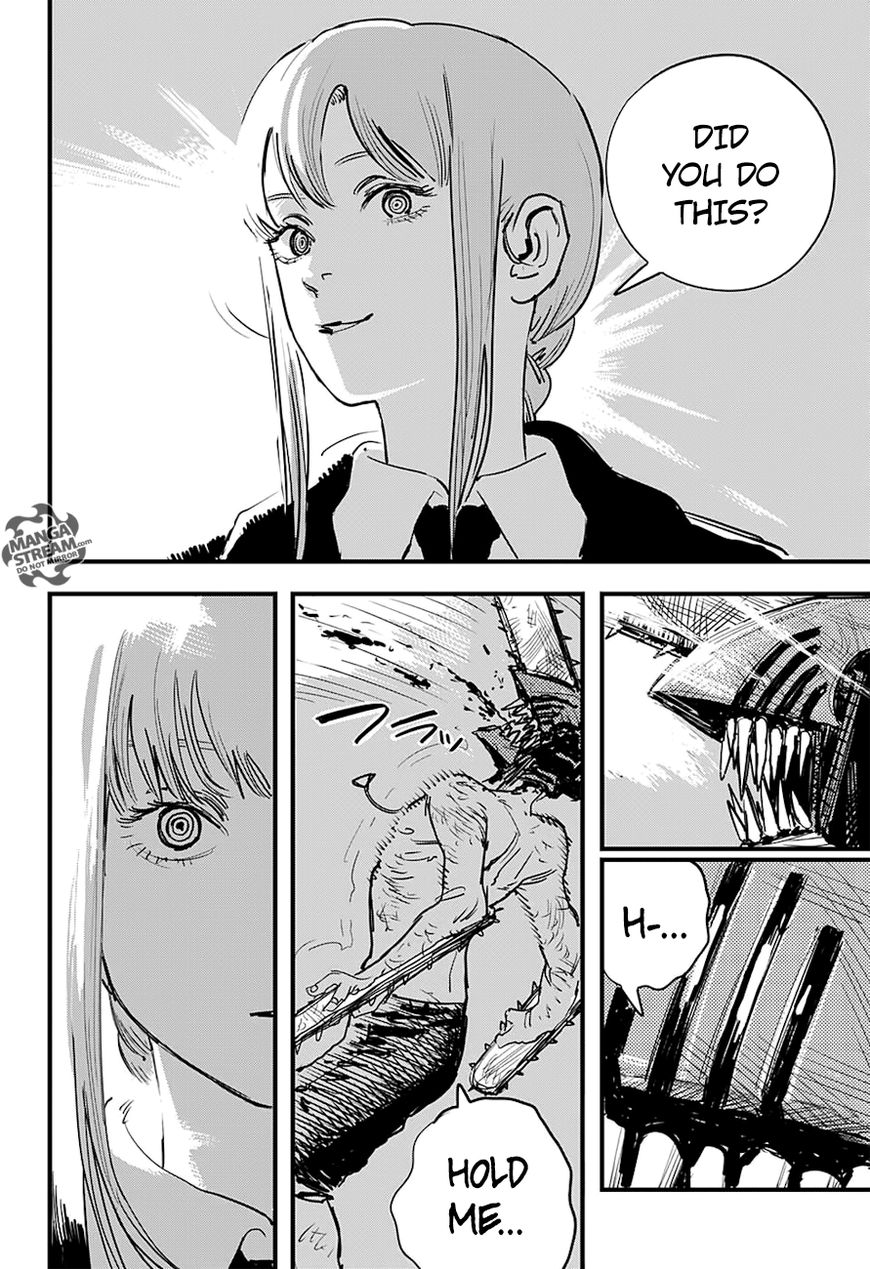 DID
YOU DO
THIS?
MANGA
STREAM.com
DO NOT MIRROR
H-...
フラッ
HOLD
ME...